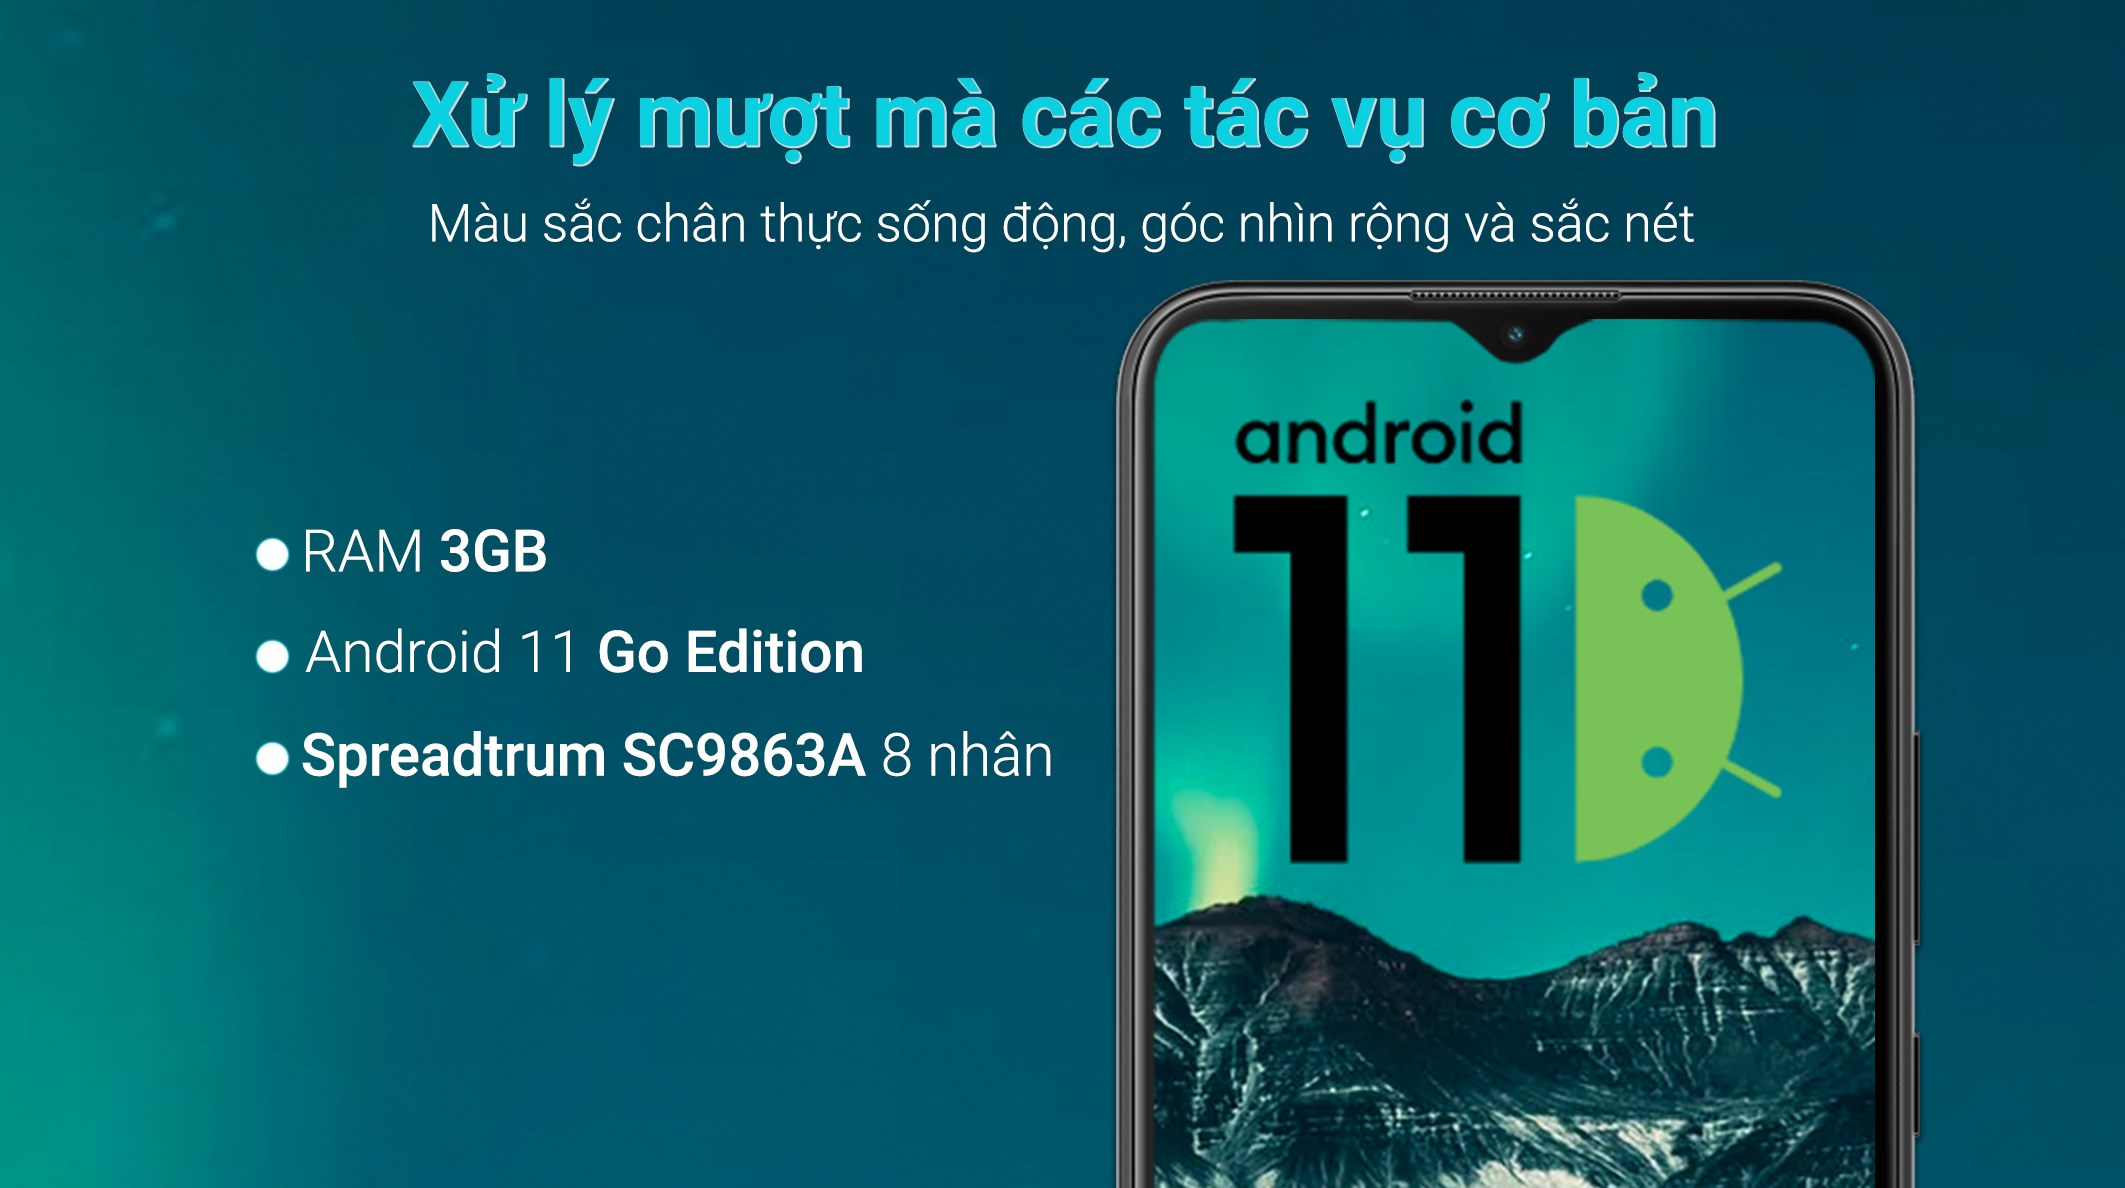 Xử lý mượt mà các tác vụ cơ bản
Màu sắc chân thực sống động, góc nhìn rộng và sắc nét
RAM 3GB
Android 11 Go Edition
Spreadtrum SC9863A 8 nhân
android
11